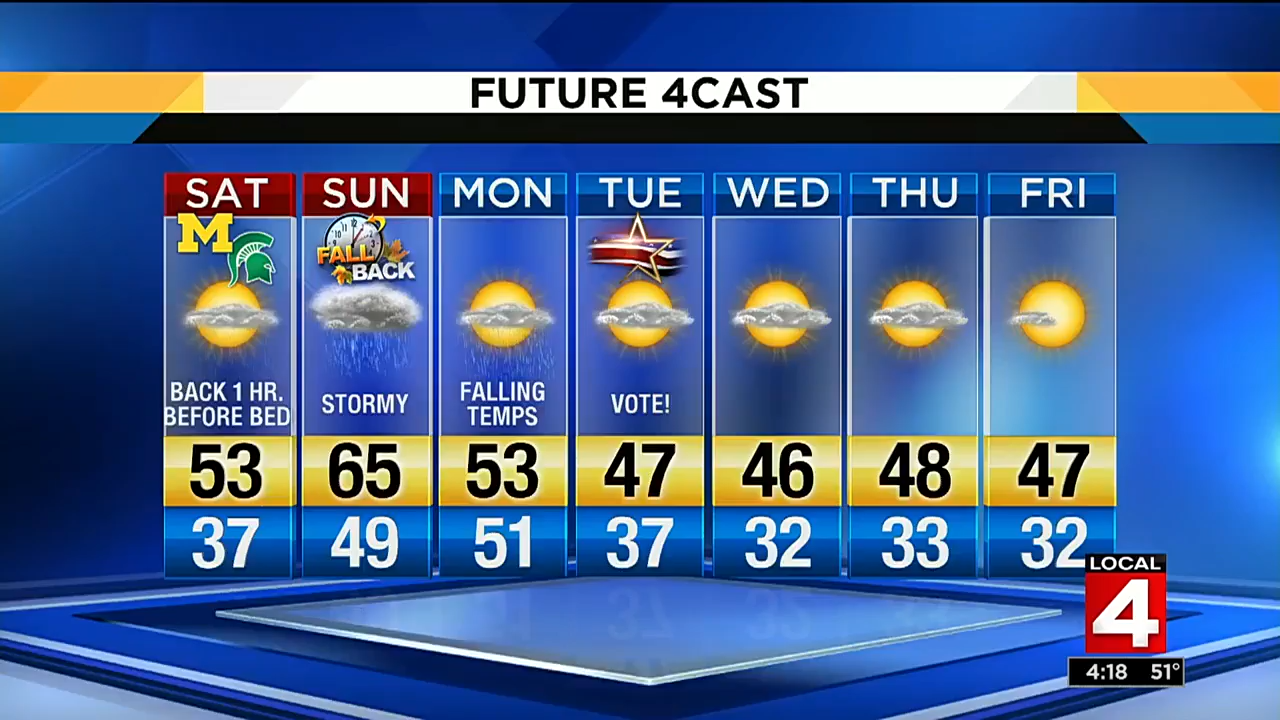 FUTURE 4CAST
SAT SUN MON TUE WED THU FRI
M
FALL
BACK
BACK 1 HR.
BEFORE BED
STORMY
FALLING
TEMPS
VOTE!
53 65 53 47 46 48 47
37 49 51 37 32 33 32
LOCAL
4
4:18 51°